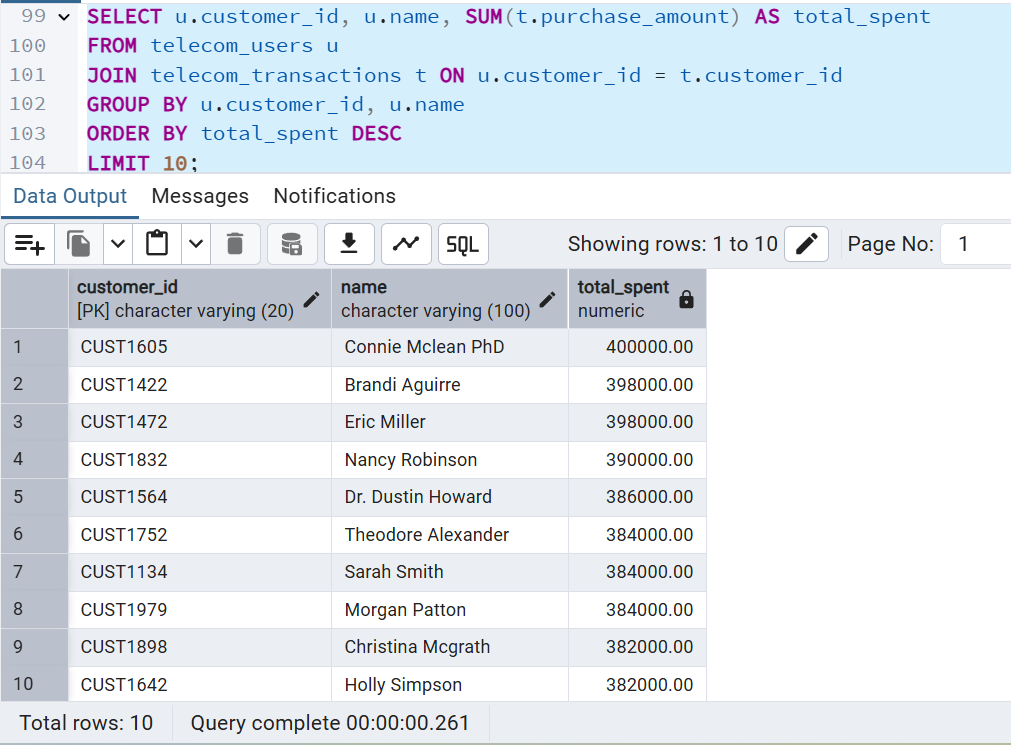 99 SELECT u.customer_id, u.name, SUM(t.purchase_amount) AS total_spent
100 FROM telecom_users u
101 JOIN telecom_transactions t ON u.customer_id = t.customer_id
102 GROUP BY u.customer_id, u.name
103 ORDER BY total_spent DESC
104 LIMIT 10;
Data Output Messages Notifications
SQL Showing rows: 1 to 10 Page No: 1
customer_id name total_spent
[PK] character varying (20) character varying (100) numeric
1 CUST1605 Connie Mclean PhD 400000.00
2 CUST1422 Brandi Aguirre 398000.00
3 CUST1472 Eric Miller 398000.00
4 CUST1832 Nancy Robinson 390000.00
5 CUST1564 Dr. Dustin Howard 386000.00
6 CUST1752 Theodore Alexander 384000.00
7 CUST1134 Sarah Smith 384000.00
8 CUST1979 Morgan Patton 384000.00
9 CUST1898 Christina Mcgrath 382000.00
10 CUST1642 Holly Simpson 382000.00
Total rows: 10 Query complete 00:00:00.261